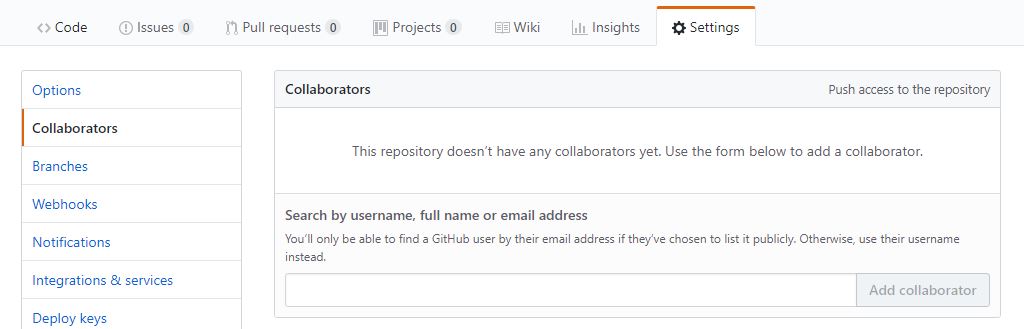 Code Issues 0 Pull requests 0 Projects 0 Wiki Insights Settings
Options
Collaborators
Branches
Webhooks
Notifications
Integrations & services
Deploy keys
Collaborators Push access to the repository
This repository doesn’t have any collaborators yet. Use the form below to add a collaborator.
Search by username, full name or email address
You’ll only be able to find a GitHub user by their email address if they’ve chosen to list it publicly. Otherwise, use their username
instead.
Add collaborator